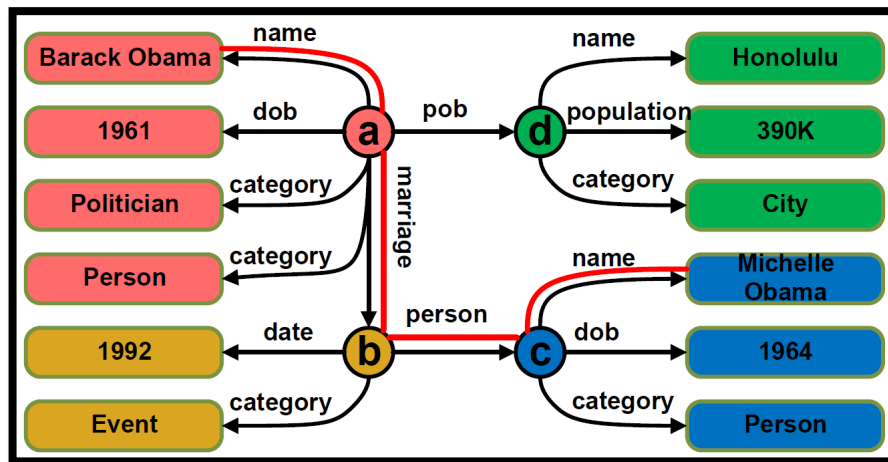 name
name
Barack Obama
Honolulu
dob
pob
population
1961
a
d
390K
category
category
Politician
City
marriage
category
name
Person
Michelle
Obama
date
person
dob
1992
b
c
1964
category
category
Event
Person